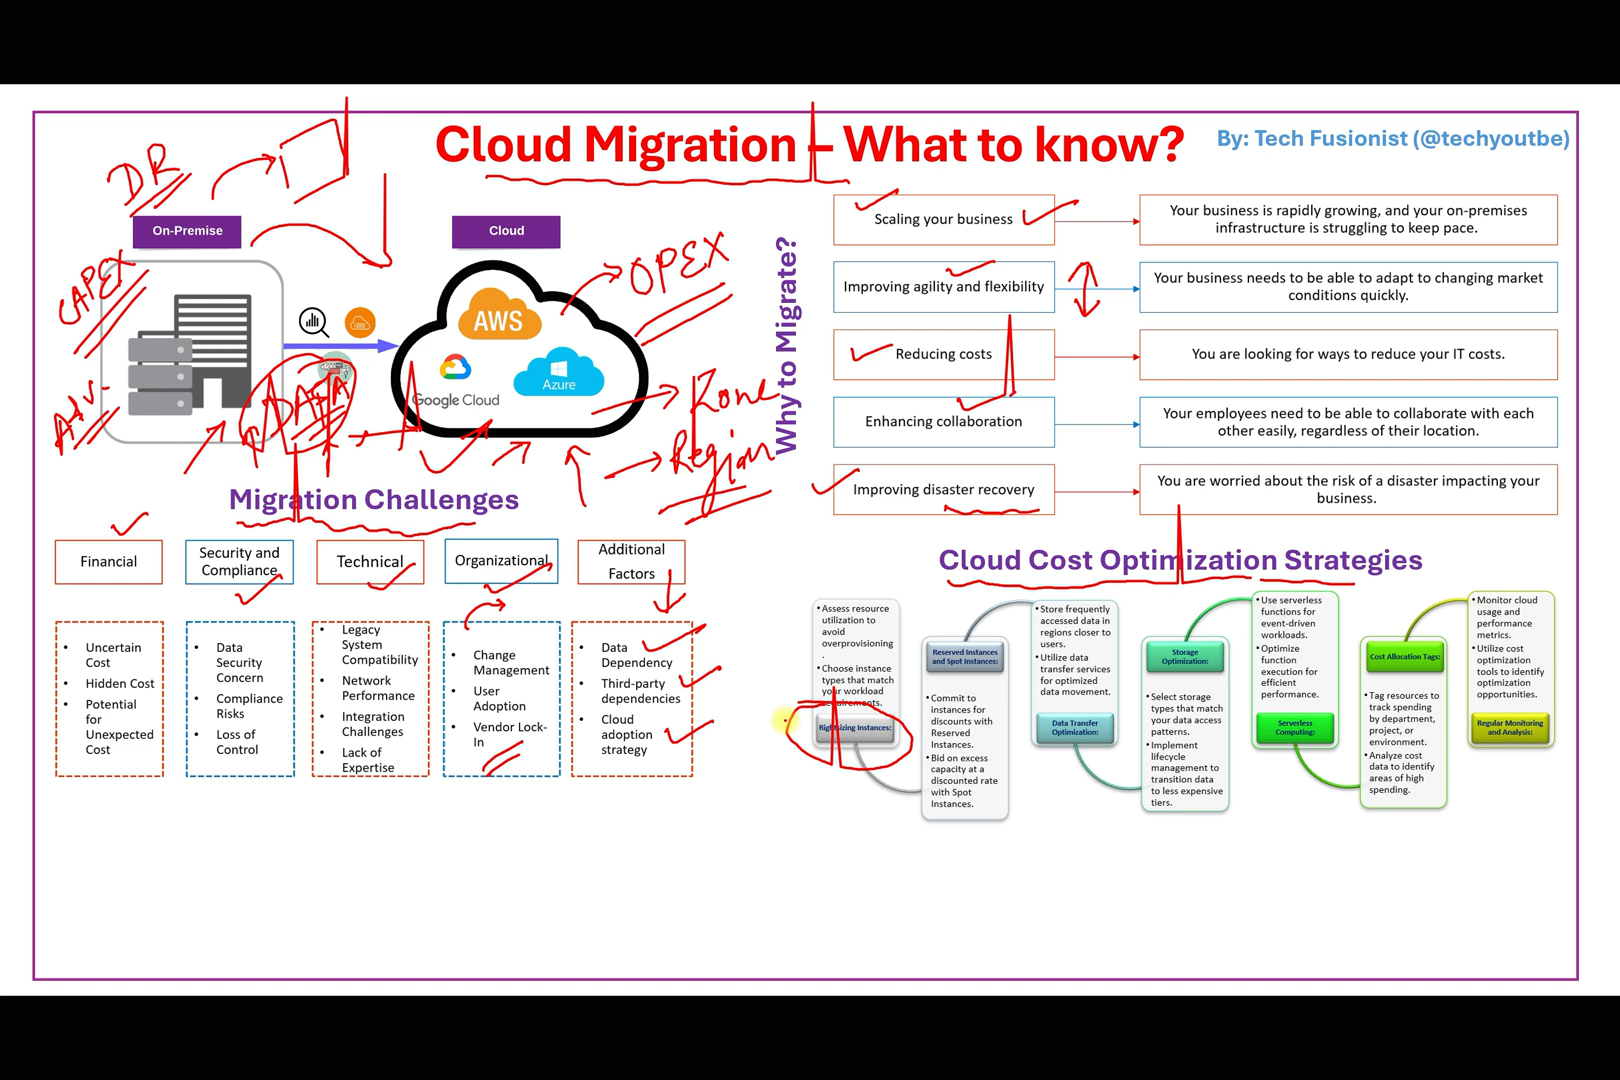 Cloud Migration – What to know?
By: Tech Fusionist (@techyoutbe)
DR
On-Premise
Cloud
CAPEX
OPEX
AWS
Azure
Google Cloud
DATA
Adv.
Zone
Region
Why to Migrate?
Scaling your business
Your business is rapidly growing, and your on-premises
infrastructure is struggling to keep pace.
Improving agility and flexibility
Your business needs to be able to adapt to changing market
conditions quickly.
Reducing costs
You are looking for ways to reduce your IT costs.
Enhancing collaboration
Your employees need to be able to collaborate with each
other easily, regardless of their location.
Improving disaster recovery
You are worried about the risk of a disaster impacting your
business.
Migration Challenges
Financial
• Uncertain
Cost
• Hidden Cost
• Potential
for
Unexpected
Cost
Security and
Compliance
• Data
Security
Concern
• Compliance
Risks
• Loss of
Control
Technical
• Legacy
System
Compatibility
• Network
Performance
• Integration
Challenges
• Lack of
Expertise
Organizational
• Change
Management
• User
Adoption
• Vendor Lock-
In
Additional
Factors
• Data
Dependency
• Third-party
dependencies
• Cloud
adoption
strategy
Cloud Cost Optimization Strategies
• Assess resource
utilization to
avoid
overprovisioning
.
• Choose instance
types that match
your workload
requirements.
Rightsizing Instances:
Reserved Instances
and Spot Instances:
• Commit to
instances for
discounts with
Reserved
Instances.
• Bid on excess
capacity at a
discounted rate
with Spot
Instances.
• Store frequently
accessed data in
regions closer to
users.
• Utilize data
transfer services
for optimized
data movement.
Data Transfer
Optimization:
Storage
Optimization:
• Select storage
types that match
your data access
patterns.
• Implement
lifecycle
management to
transition data
to less expensive
tiers.
• Use serverless
functions for
event-driven
workloads.
• Optimize
function
execution for
efficient
performance.
Serverless
Computing:
Cost Allocation Tags:
• Tag resources to
track spending
by department,
project, or
environment.
• Analyze cost
data to identify
areas of high
spending.
• Monitor cloud
usage and
performance
metrics.
• Utilize cost
optimization
tools to identify
optimization
opportunities.
Regular Monitoring
and Analysis: